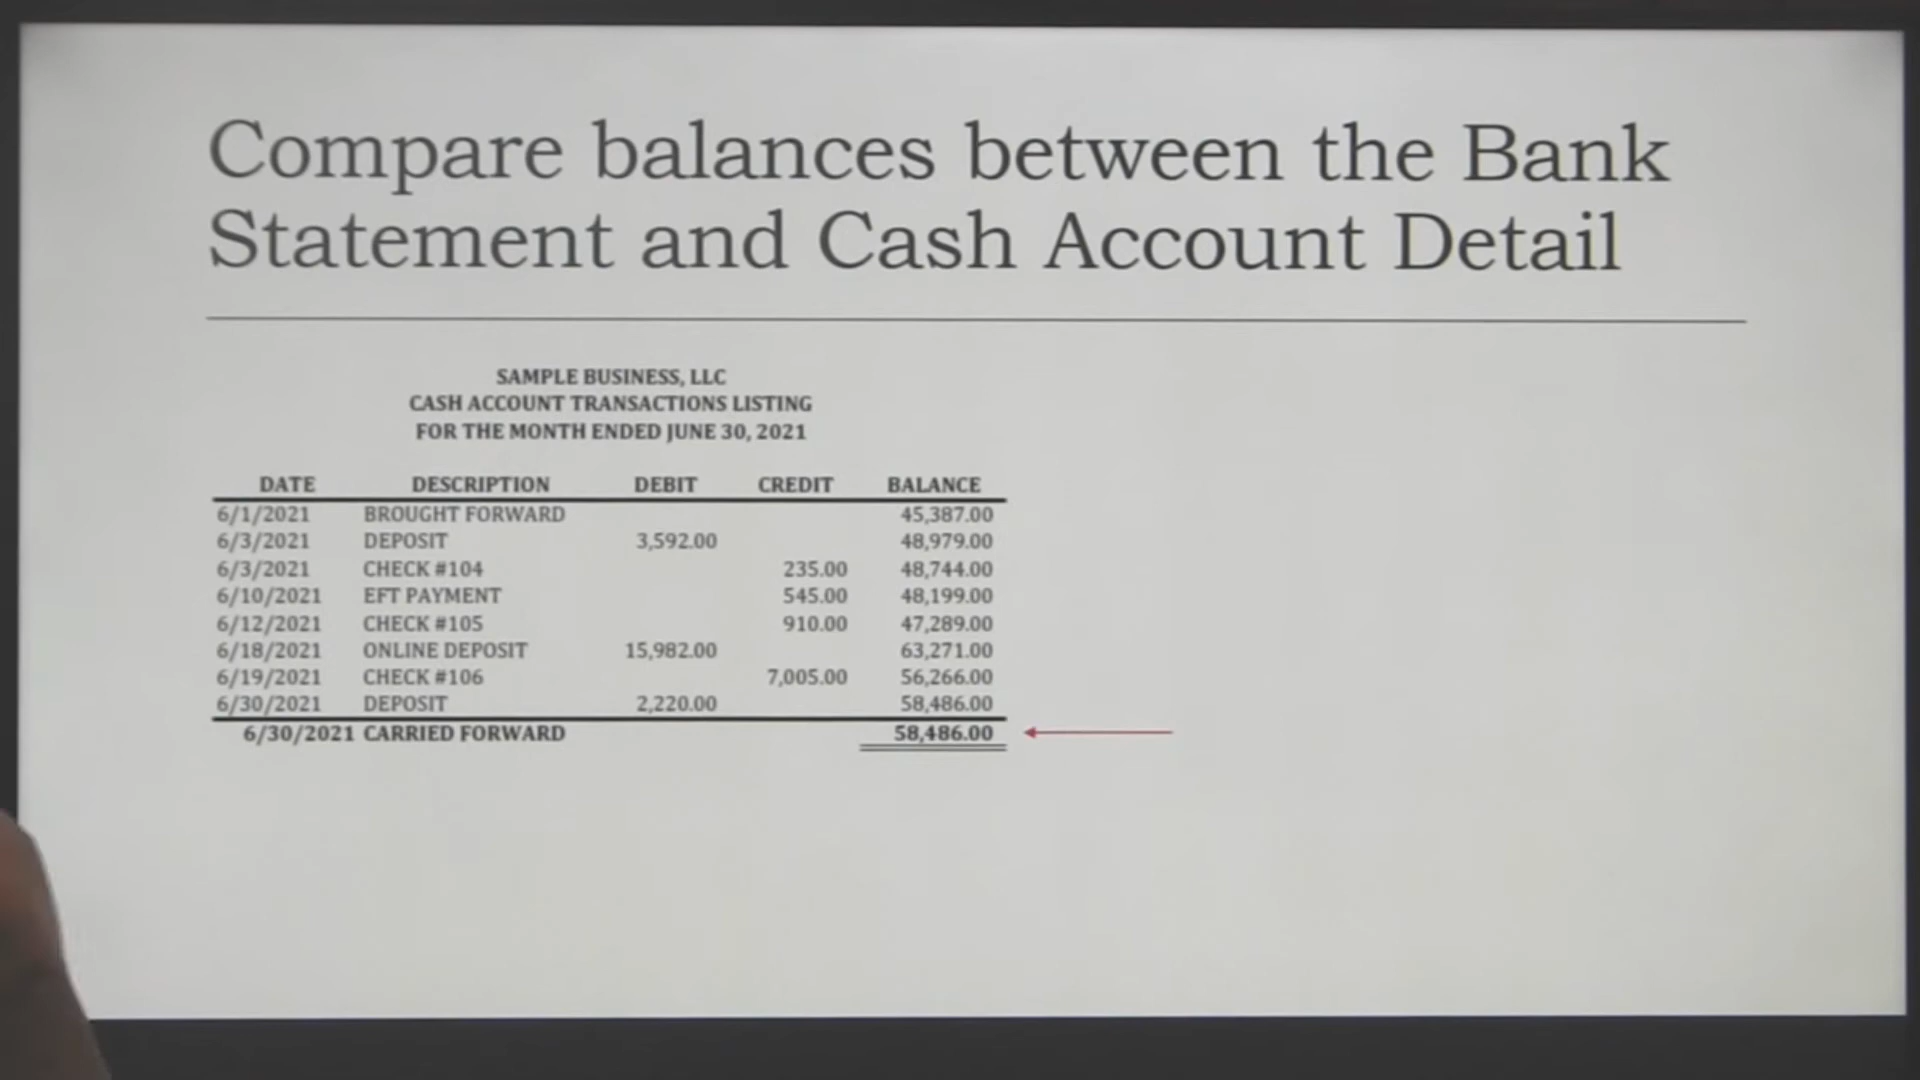 Compare balances between the Bank
Statement and Cash Account Detail
SAMPLE BUSINESS, LLC
CASH ACCOUNT TRANSACTIONS LISTING
FOR THE MONTH ENDED JUNE 30, 2021
DATE DESCRIPTION DEBIT CREDIT BALANCE
6/1/2021 BROUGHT FORWARD 45,387.00
6/3/2021 DEPOSIT 3,592.00 48,979.00
6/3/2021 CHECK #104 235.00 48,744.00
6/10/2021 EFT PAYMENT 545.00 48,199.00
6/12/2021 CHECK #105 910.00 47,289.00
6/18/2021 ONLINE DEPOSIT 15,982.00 63,271.00
6/19/2021 CHECK #106 7,005.00 56,266.00
6/30/2021 DEPOSIT 2,220.00 58,486.00
6/30/2021 CARRIED FORWARD 58,486.00